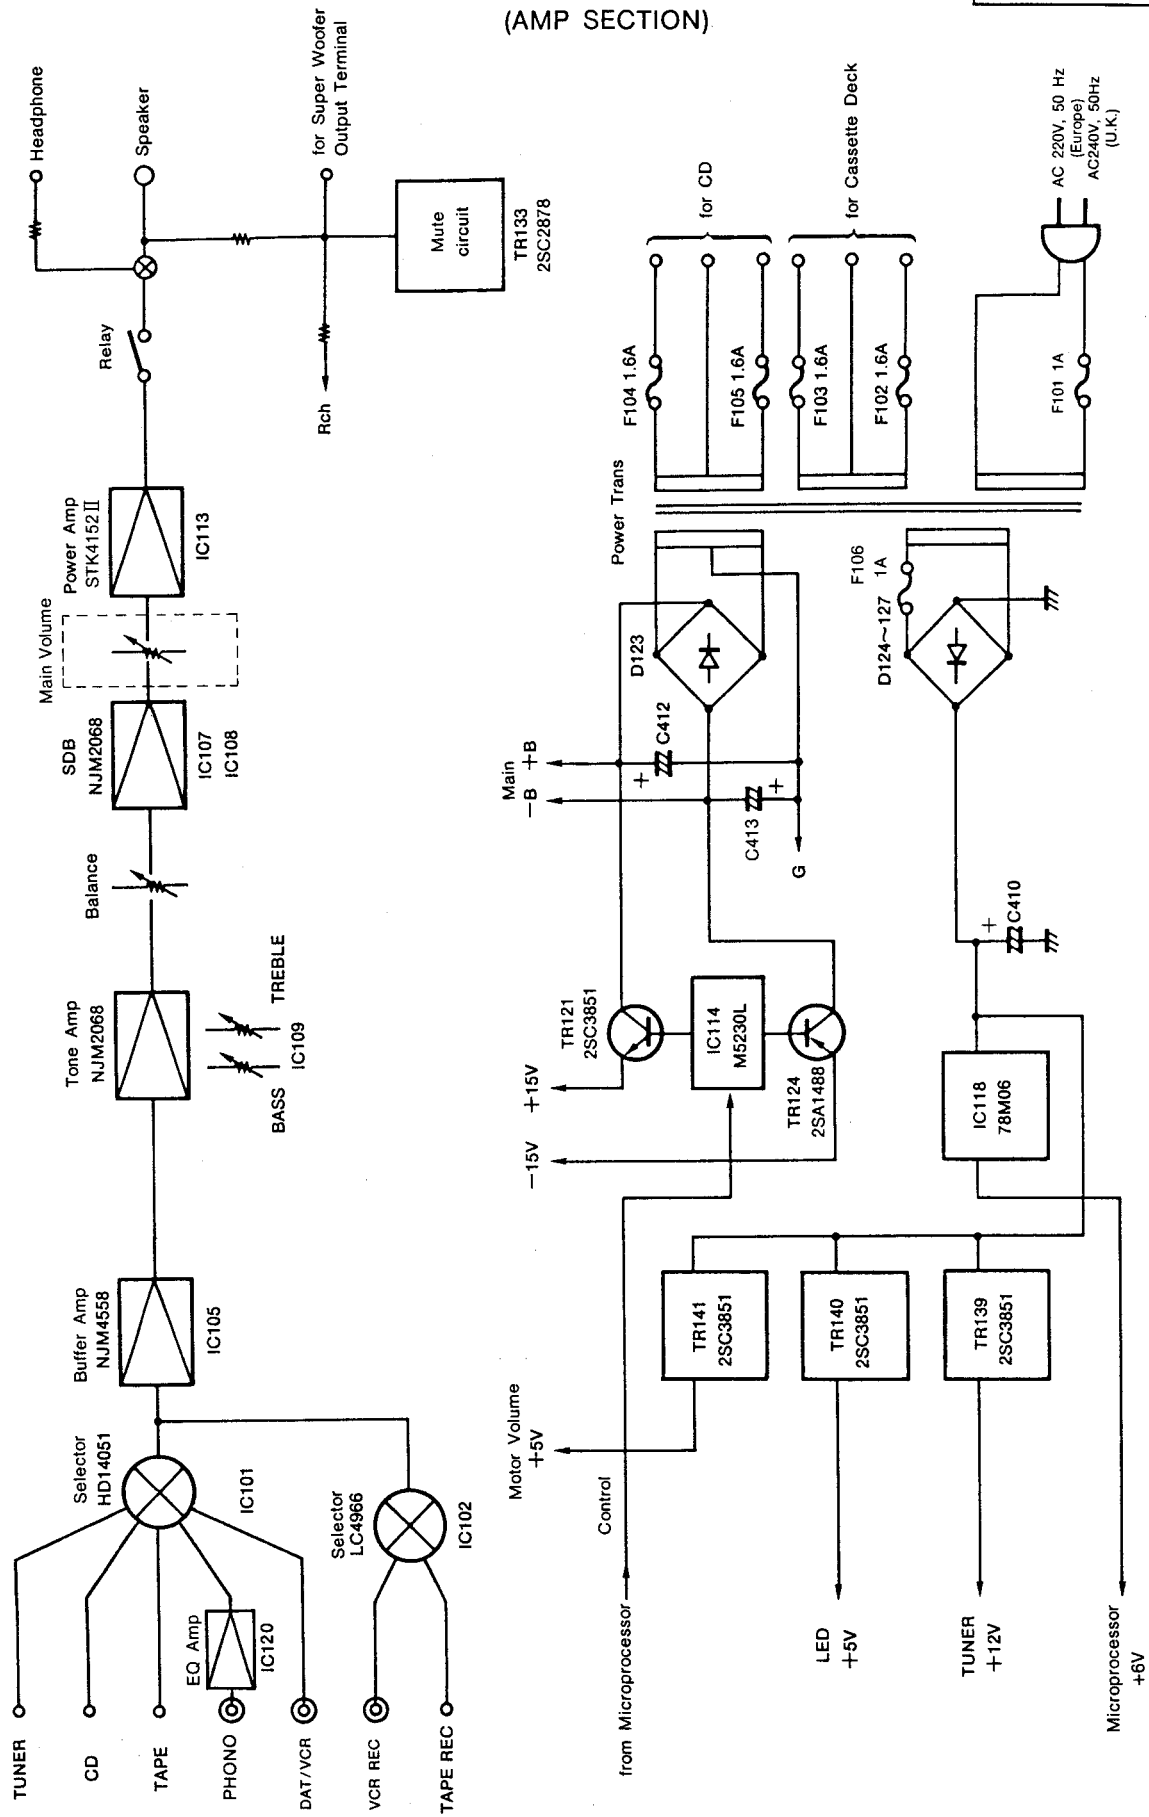 (AMP SECTION)
TUNER
CD
TAPE
PHONO
DAT/VCR
VCR REC
TAPE REC
EQ Amp
IC120
Selector
HD14051
IC101
Selector
LC4966
IC102
Buffer Amp
NJM4558
IC105
Tone Amp
NJM2068
BASS
TREBLE
IC109
Balance
SDB
NJM2068
IC107
IC108
Main Volume
Power Amp
STK4152II
IC113
Relay
Headphone
Speaker
for Super Woofer
Output Terminal
Rch
Mute
circuit
TR133
2SC2878
from Microprocessor
Control
Motor Volume
+5V
LED
+5V
TUNER
+12V
Microprocessor
+6V
TR141
2SC3851
TR140
2SC3851
TR139
2SC3851
-15V
+15V
TR121
2SC3851
IC114
M5230L
TR124
2SA1488
IC118
78M06
+
C410
Main
-B
+B
+
C412
C413
+
G
D123
D124~127
F106
1A
Power Trans
F104 1.6A
F105 1.6A
F103 1.6A
F102 1.6A
F101 1A
for CD
for Cassette Deck
AC 220V, 50 Hz
(Europe)
AC240V, 50Hz
(U.K.)